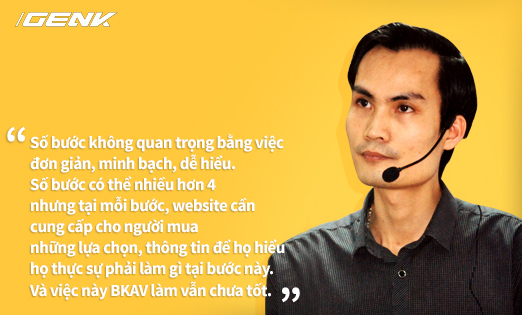 GENK
“ Số bước không quan trọng bằng việc
đơn giản, minh bạch, dễ hiểu.
Số bước có thể nhiều hơn 4
nhưng tại mỗi bước, website cần
cung cấp cho người mua
những lựa chọn, thông tin để họ hiểu
họ thực sự phải làm gì tại bước này.
Và việc này BKAV làm vẫn chưa tốt. ”